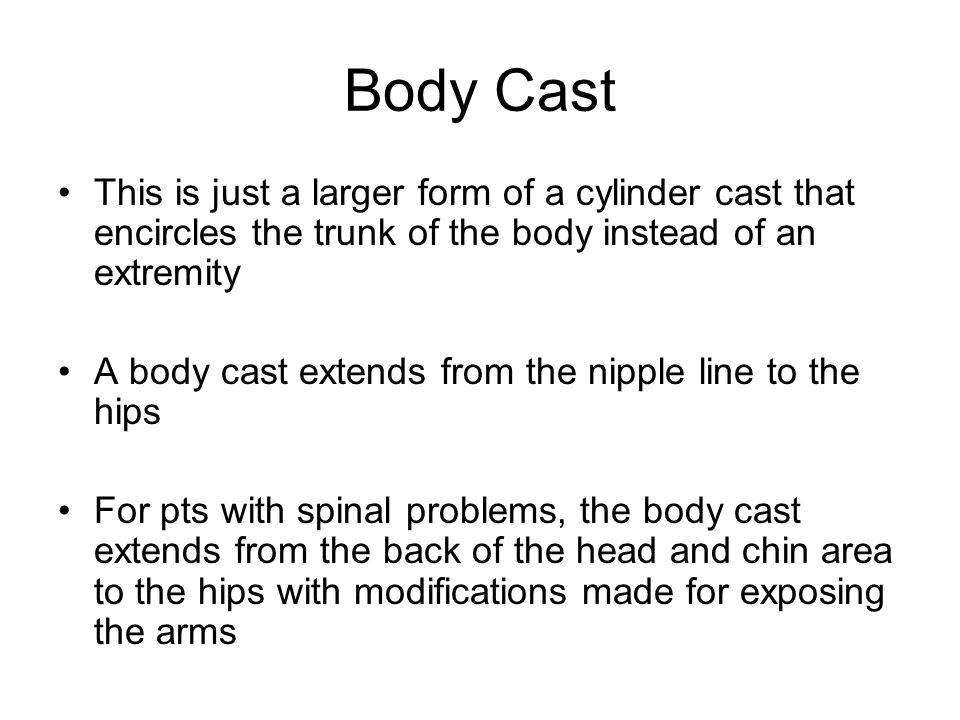 Body Cast
• This is just a larger form of a cylinder cast that
encircles the trunk of the body instead of an
extremity
• A body cast extends from the nipple line to the
hips
• For pts with spinal problems, the body cast
extends from the back of the head and chin area
to the hips with modifications made for exposing
the arms